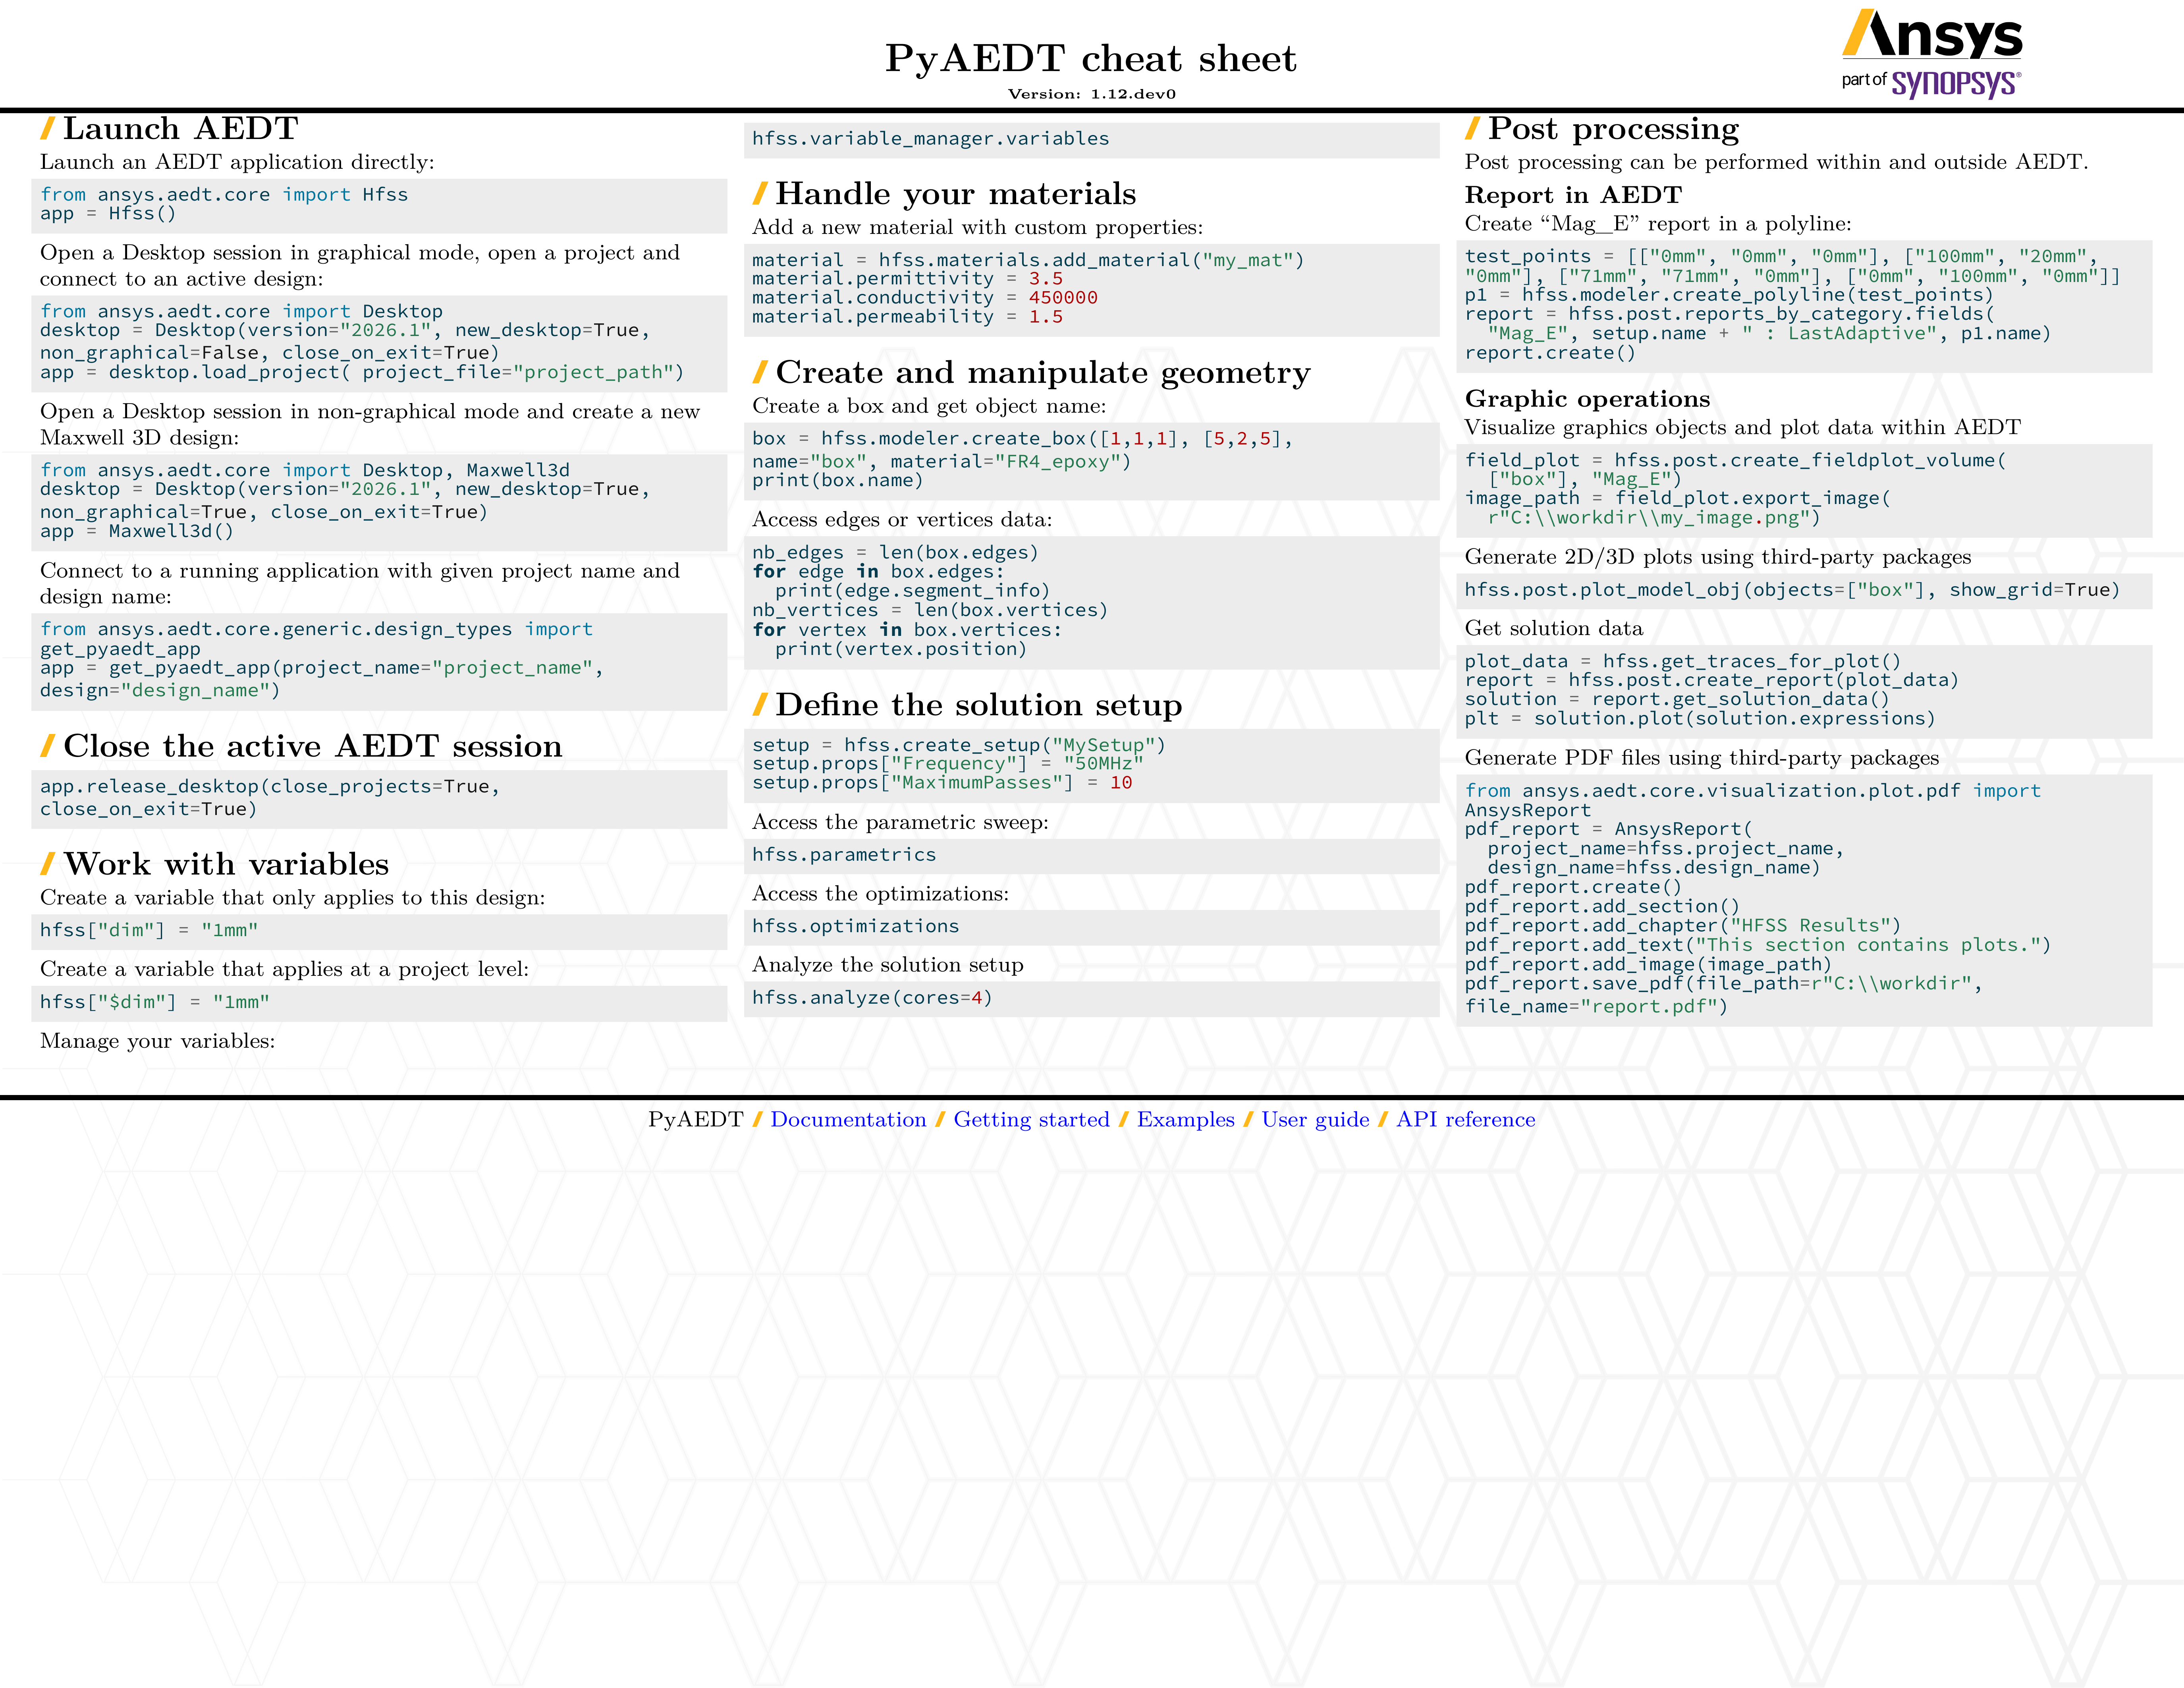 PyAEDT cheat sheet
Version: 1.12.dev0
Ansys
part of SYNOPSYS®
Launch AEDT
Launch an AEDT application directly:
from ansys.aedt.core import Hfss
app = Hfss()
Open a Desktop session in graphical mode, open a project and
connect to an active design:
from ansys.aedt.core import Desktop
desktop = Desktop(version="2026.1", new_desktop=True,
non_graphical=False, close_on_exit=True)
app = desktop.load_project( project_file="project_path")
Open a Desktop session in non-graphical mode and create a new
Maxwell 3D design:
from ansys.aedt.core import Desktop, Maxwell3d
desktop = Desktop(version="2026.1", new_desktop=True,
non_graphical=True, close_on_exit=True)
app = Maxwell3d()
Connect to a running application with given project name and
design name:
from ansys.aedt.core.generic.design_types import
get_pyaedt_app
app = get_pyaedt_app(project_name="project_name",
design="design_name")
Close the active AEDT session
app.release_desktop(close_projects=True,
close_on_exit=True)
Work with variables
Create a variable that only applies to this design:
hfss["dim"] = "1mm"
Create a variable that applies at a project level:
hfss["$dim"] = "1mm"
Manage your variables:
hfss.variable_manager.variables
Handle your materials
Add a new material with custom properties:
material = hfss.materials.add_material("my_mat")
material.permittivity = 3.5
material.conductivity = 450000
material.permeability = 1.5
Create and manipulate geometry
Create a box and get object name:
box = hfss.modeler.create_box([1,1,1], [5,2,5],
name="box", material="FR4_epoxy")
print(box.name)
Access edges or vertices data:
nb_edges = len(box.edges)
for edge in box.edges:
  print(edge.segment_info)
nb_vertices = len(box.vertices)
for vertex in box.vertices:
  print(vertex.position)
Define the solution setup
setup = hfss.create_setup("MySetup")
setup.props["Frequency"] = "50MHz"
setup.props["MaximumPasses"] = 10
Access the parametric sweep:
hfss.parametrics
Access the optimizations:
hfss.optimizations
Analyze the solution setup
hfss.analyze(cores=4)
Post processing
Post processing can be performed within and outside AEDT.
Report in AEDT
Create “Mag_E” report in a polyline:
test_points = [["0mm", "0mm", "0mm"], ["100mm", "20mm",
"0mm"], ["71mm", "71mm", "0mm"], ["0mm", "100mm", "0mm"]]
p1 = hfss.modeler.create_polyline(test_points)
report = hfss.post.reports_by_category.fields(
  "Mag_E", setup.name + " : LastAdaptive", p1.name)
report.create()
Graphic operations
Visualize graphics objects and plot data within AEDT
field_plot = hfss.post.create_fieldplot_volume(
  ["box"], "Mag_E")
image_path = field_plot.export_image(
  r"C:\\workdir\\my_image.png")
Generate 2D/3D plots using third-party packages
hfss.post.plot_model_obj(objects=["box"], show_grid=True)
Get solution data
plot_data = hfss.get_traces_for_plot()
report = hfss.post.create_report(plot_data)
solution = report.get_solution_data()
plt = solution.plot(solution.expressions)
Generate PDF files using third-party packages
from ansys.aedt.core.visualization.plot.pdf import
AnsysReport
pdf_report = AnsysReport(
  project_name=hfss.project_name,
  design_name=hfss.design_name)
pdf_report.create()
pdf_report.add_section()
pdf_report.add_chapter("HFSS Results")
pdf_report.add_text("This section contains plots.")
pdf_report.add_image(image_path)
pdf_report.save_pdf(file_path=r"C:\\workdir",
file_name="report.pdf")
PyAEDT / Documentation / Getting started / Examples / User guide / API reference